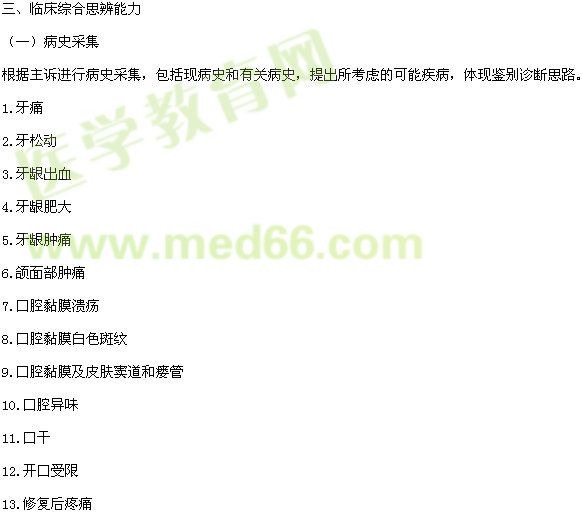 三、临床综合思辨能力
（一）病史采集
根据主诉进行病史采集，包括现病史和有关病史，提出所考虑的可能疾病，体现鉴别诊断思路。
1.牙痛
2.牙松动
3.牙龈出血
4.牙龈肥大
5.牙龈肿痛
6.颌面部肿痛
7.口腔黏膜溃疡
8.口腔黏膜白色斑纹
9.口腔黏膜及皮肤窦道和瘘管
10.口腔异味
11.口干
12.开口受限
13.修复后疼痛
医学教育网
www.med66.com